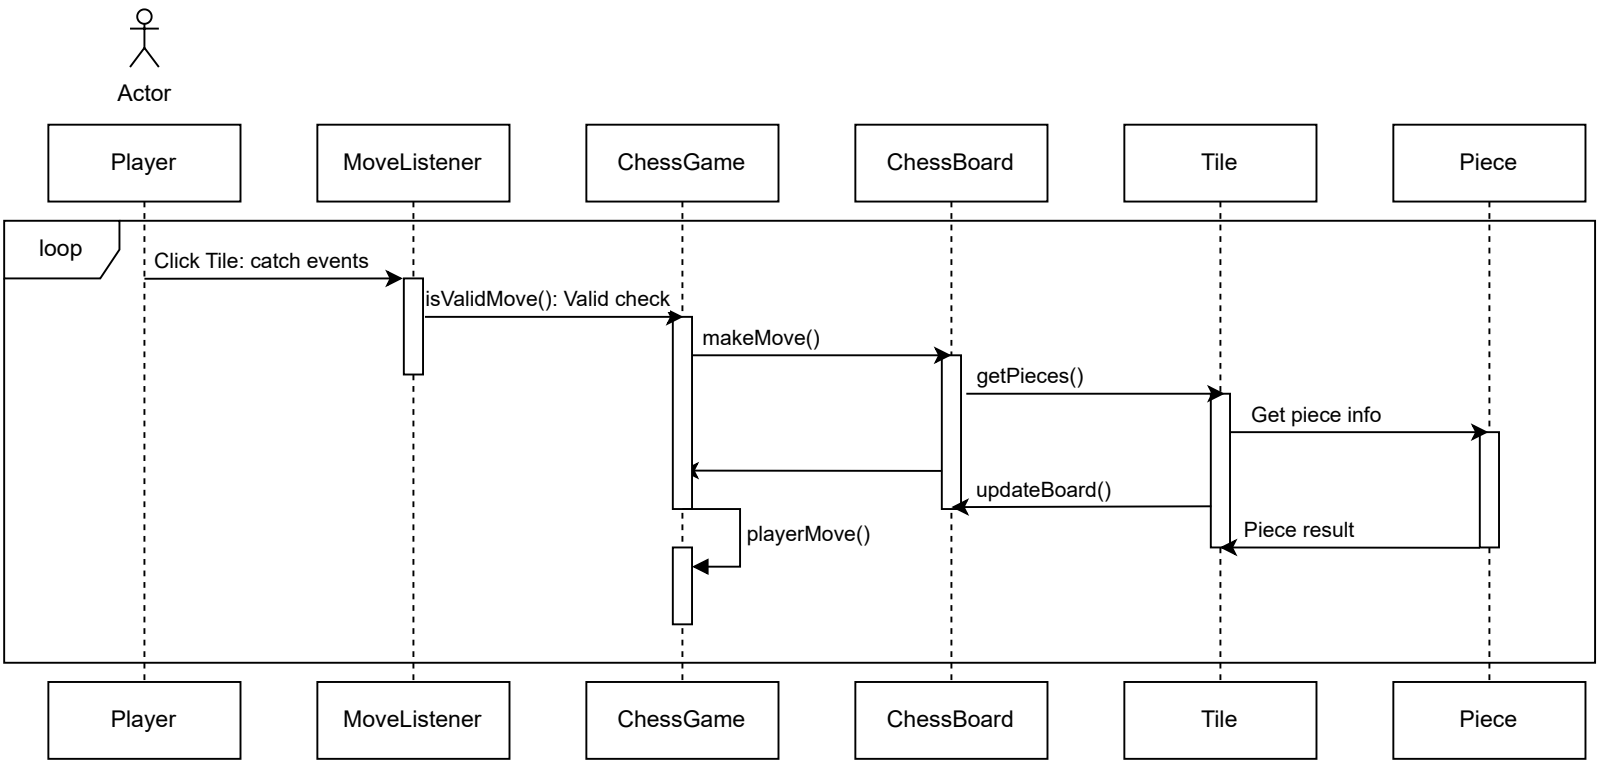 Actor
Player
MoveListener
ChessGame
ChessBoard
Tile
Piece
loop
Click Tile: catch events
isValidMove(): Valid check
makeMove()
getPieces()
Get piece info
updateBoard()
Piece result
playerMove()
Player
MoveListener
ChessGame
ChessBoard
Tile
Piece